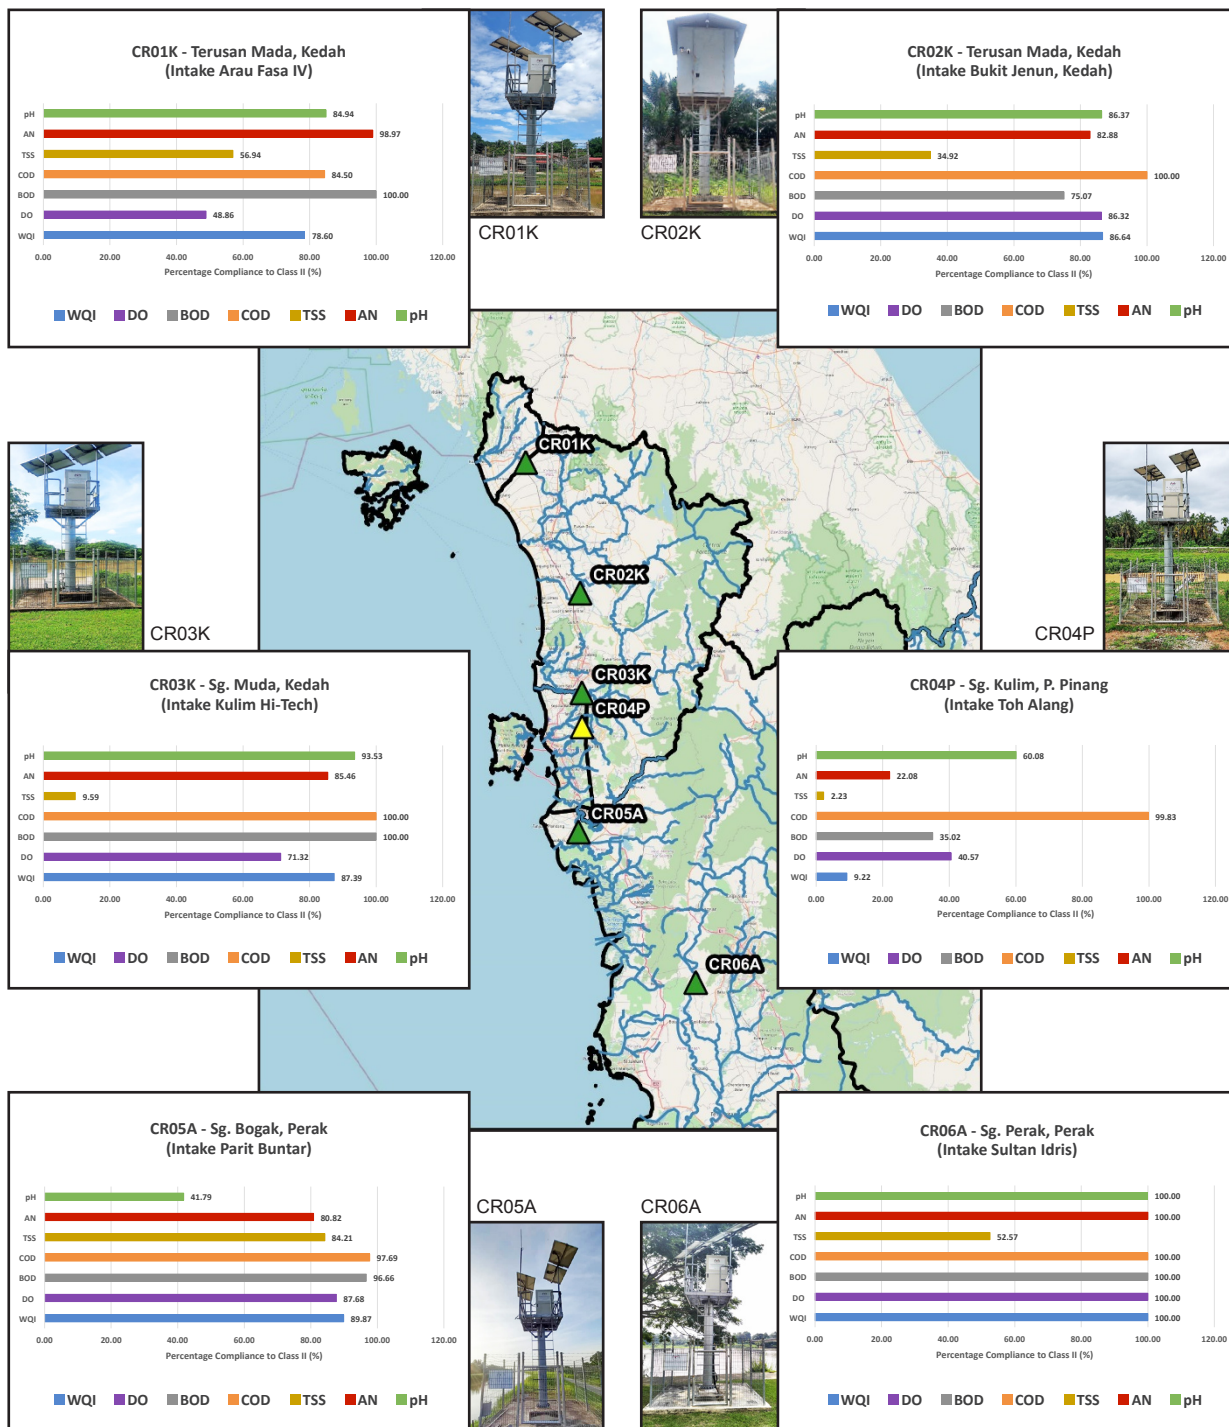 CR01K - Terusan Mada, Kedah
(Intake Arau Fasa IV)
pH
84.94
AN
98.97
TSS
56.94
COD
84.50
BOD
100.00
DO
48.86
WQI
78.60
0.00 20.00 40.00 60.00 80.00 100.00 120.00
Percentage Compliance to Class II (%)
WQI DO BOD COD TSS AN pH
CR01K
CR02K
CR02K - Terusan Mada, Kedah
(Intake Bukit Jenun, Kedah)
pH
86.37
AN
82.88
TSS
34.92
COD
100.00
BOD
75.07
DO
86.32
WQI
86.64
0.00 20.00 40.00 60.00 80.00 100.00 120.00
Percentage Compliance to Class II (%)
WQI DO BOD COD TSS AN pH
CR01K
CR02K
CR03K
CR04P
CR05A
CR06A
CR03K
CR04P
CR03K - Sg. Muda, Kedah
(Intake Kulim Hi-Tech)
pH
93.53
AN
85.46
TSS
9.59
COD
100.00
BOD
100.00
DO
71.32
WQI
87.39
0.00 20.00 40.00 60.00 80.00 100.00 120.00
Percentage Compliance to Class II (%)
WQI DO BOD COD TSS AN pH
CR04P - Sg. Kulim, P. Pinang
(Intake Toh Alang)
pH
60.08
AN
22.08
TSS
2.23
COD
99.83
BOD
35.02
DO
40.57
WQI
9.22
0.00 20.00 40.00 60.00 80.00 100.00 120.00
Percentage Compliance to Class II (%)
WQI DO BOD COD TSS AN pH
CR05A - Sg. Bogak, Perak
(Intake Parit Buntar)
pH
41.79
AN
80.82
TSS
84.21
COD
97.69
BOD
96.66
DO
87.68
WQI
89.87
0.00 20.00 40.00 60.00 80.00 100.00 120.00
Percentage Compliance to Class II (%)
WQI DO BOD COD TSS AN pH
CR05A
CR06A
CR06A - Sg. Perak, Perak
(Intake Sultan Idris)
pH
100.00
AN
100.00
TSS
52.57
COD
100.00
BOD
100.00
DO
100.00
WQI
100.00
0.00 20.00 40.00 60.00 80.00 100.00 120.00
Percentage Compliance to Class II (%)
WQI DO BOD COD TSS AN pH